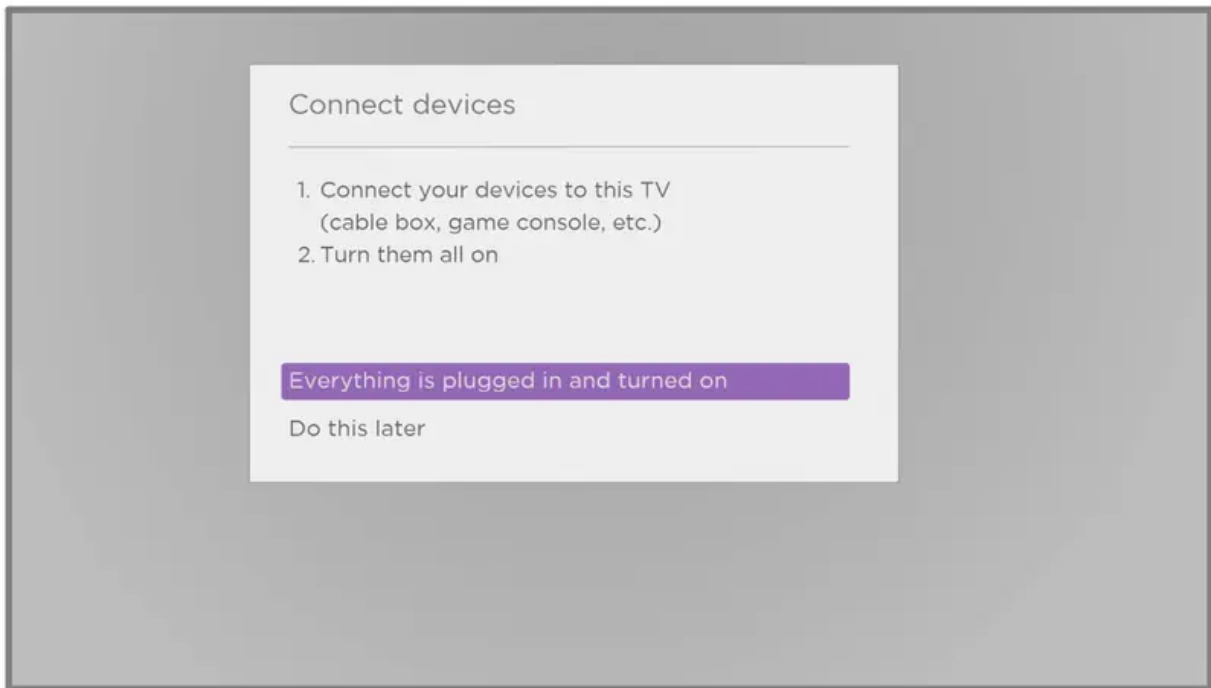 Connect devices
1. Connect your devices to this TV
(cable box, game console, etc.)
2. Turn them all on
Everything is plugged in and turned on
Do this later